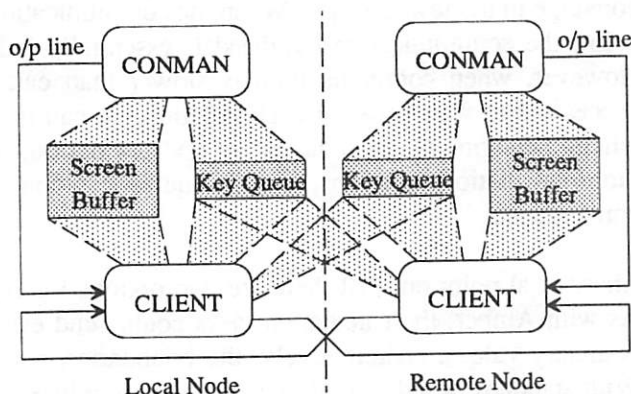 o/p line
o/p line
CONMAN
CONMAN
Screen
Buffer
Key Queue
Key Queue
Screen
Buffer
CLIENT
CLIENT
Local Node
Remote Node